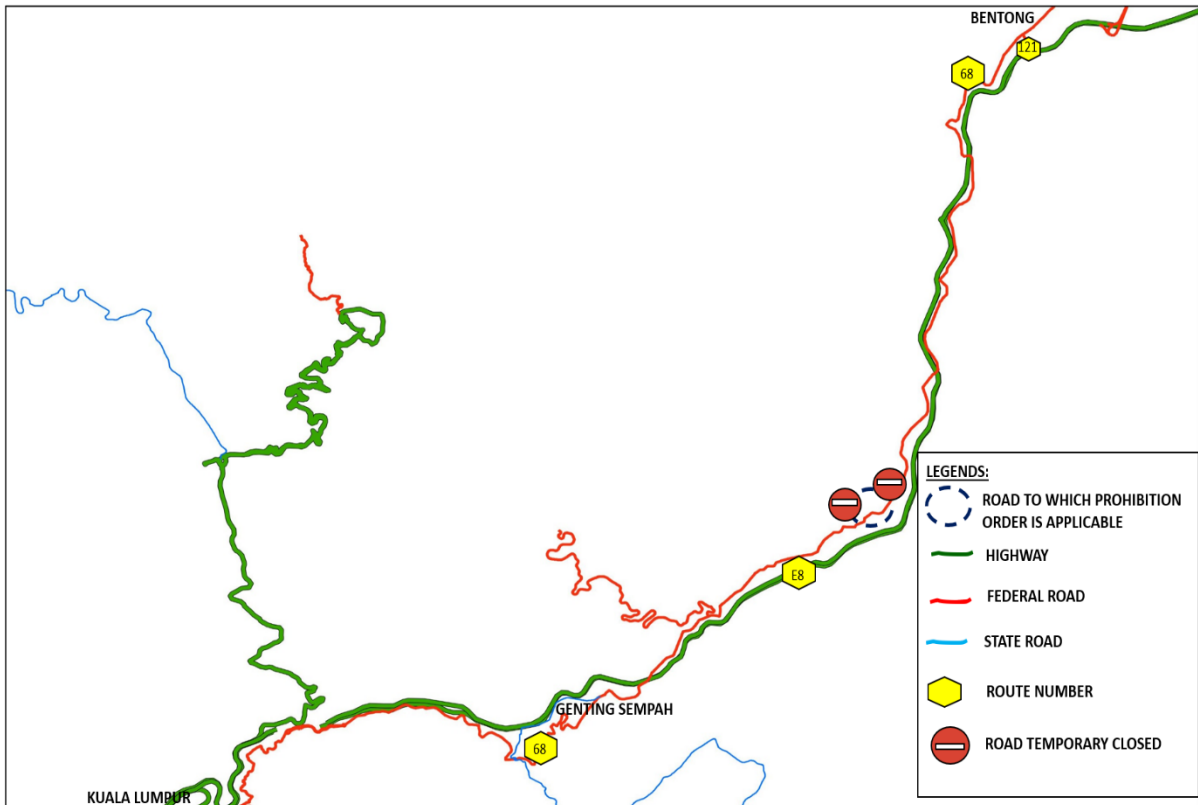 BENTONG
121
68
LEGENDS:
ROAD TO WHICH PROHIBITION
ORDER IS APPLICABLE
HIGHWAY
E8
FEDERAL ROAD
STATE ROAD
ROUTE NUMBER
GENTING SEMPAH
68
ROAD TEMPORARY CLOSED
KUALA LUMPUR